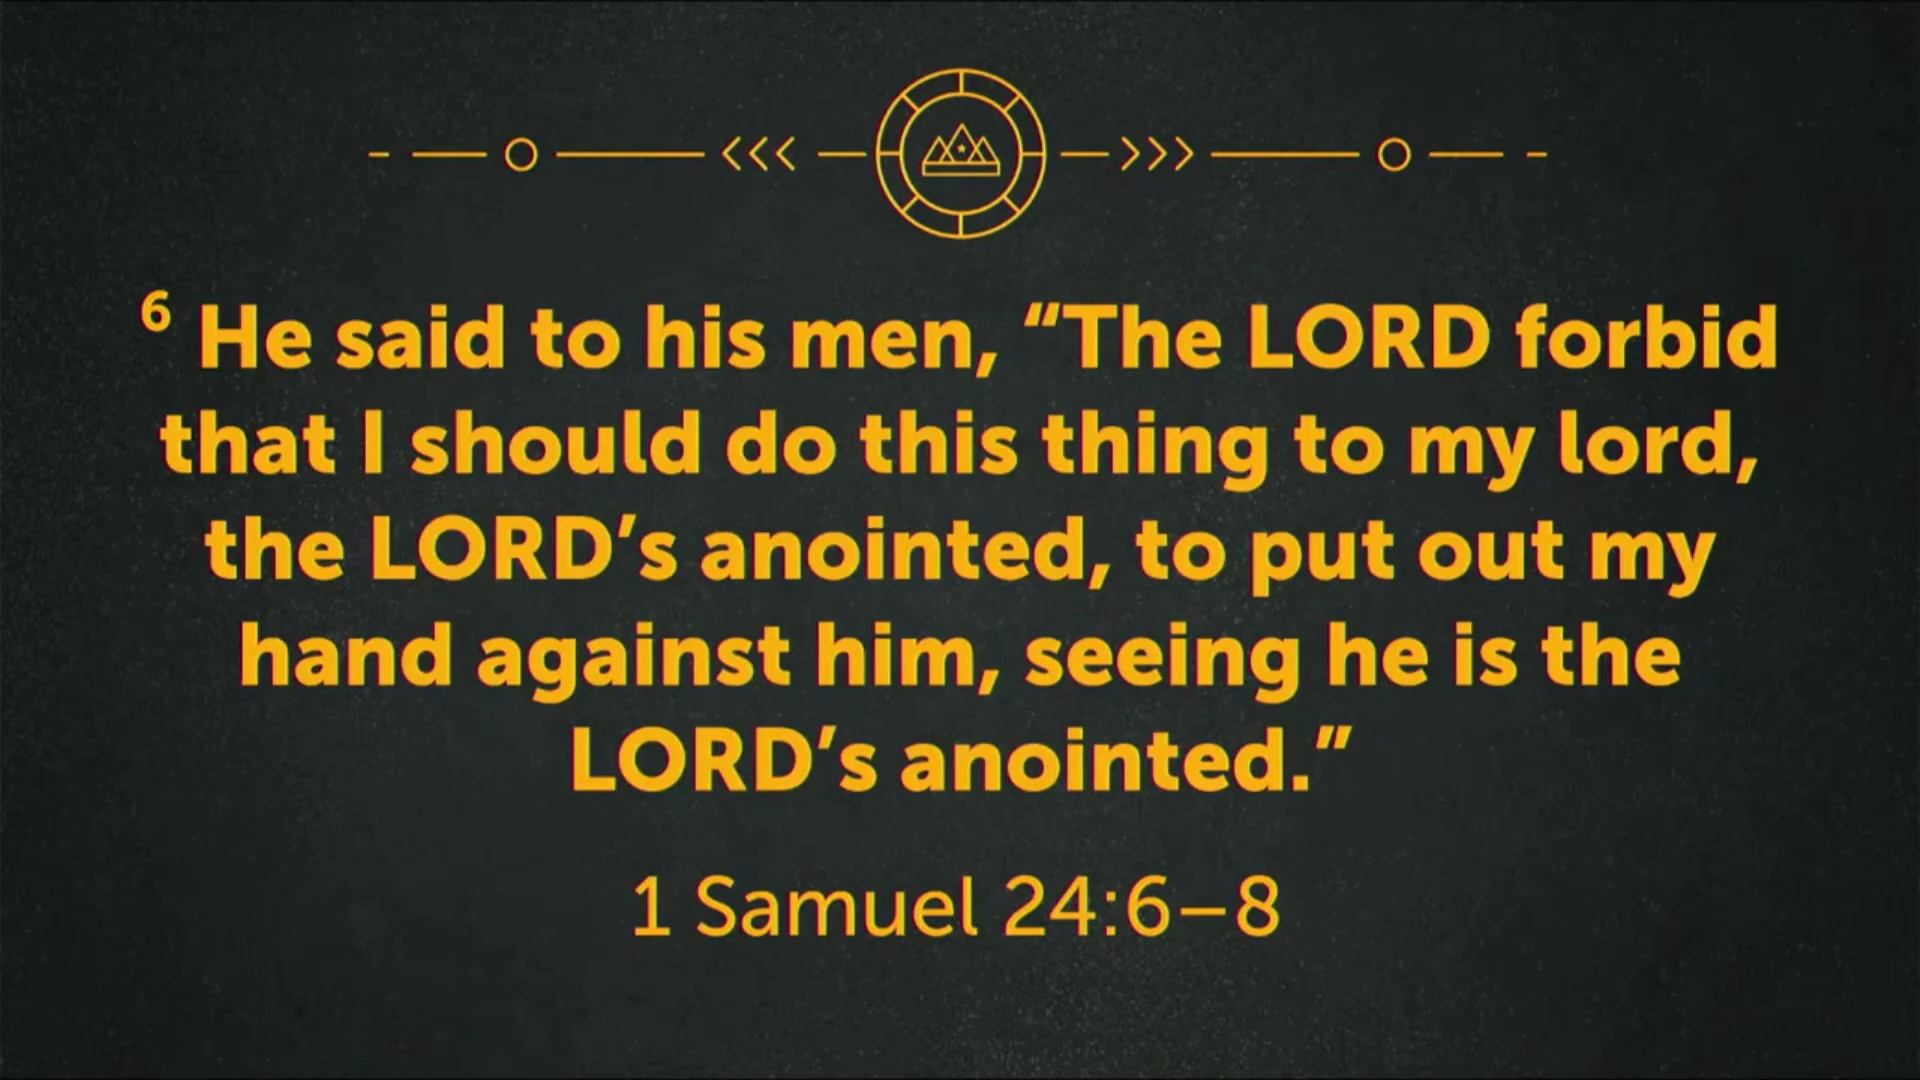 ⁶ He said to his men, “The LORD forbid
that I should do this thing to my lord,
the LORD’s anointed, to put out my
hand against him, seeing he is the
LORD’s anointed.”
1 Samuel 24:6–8